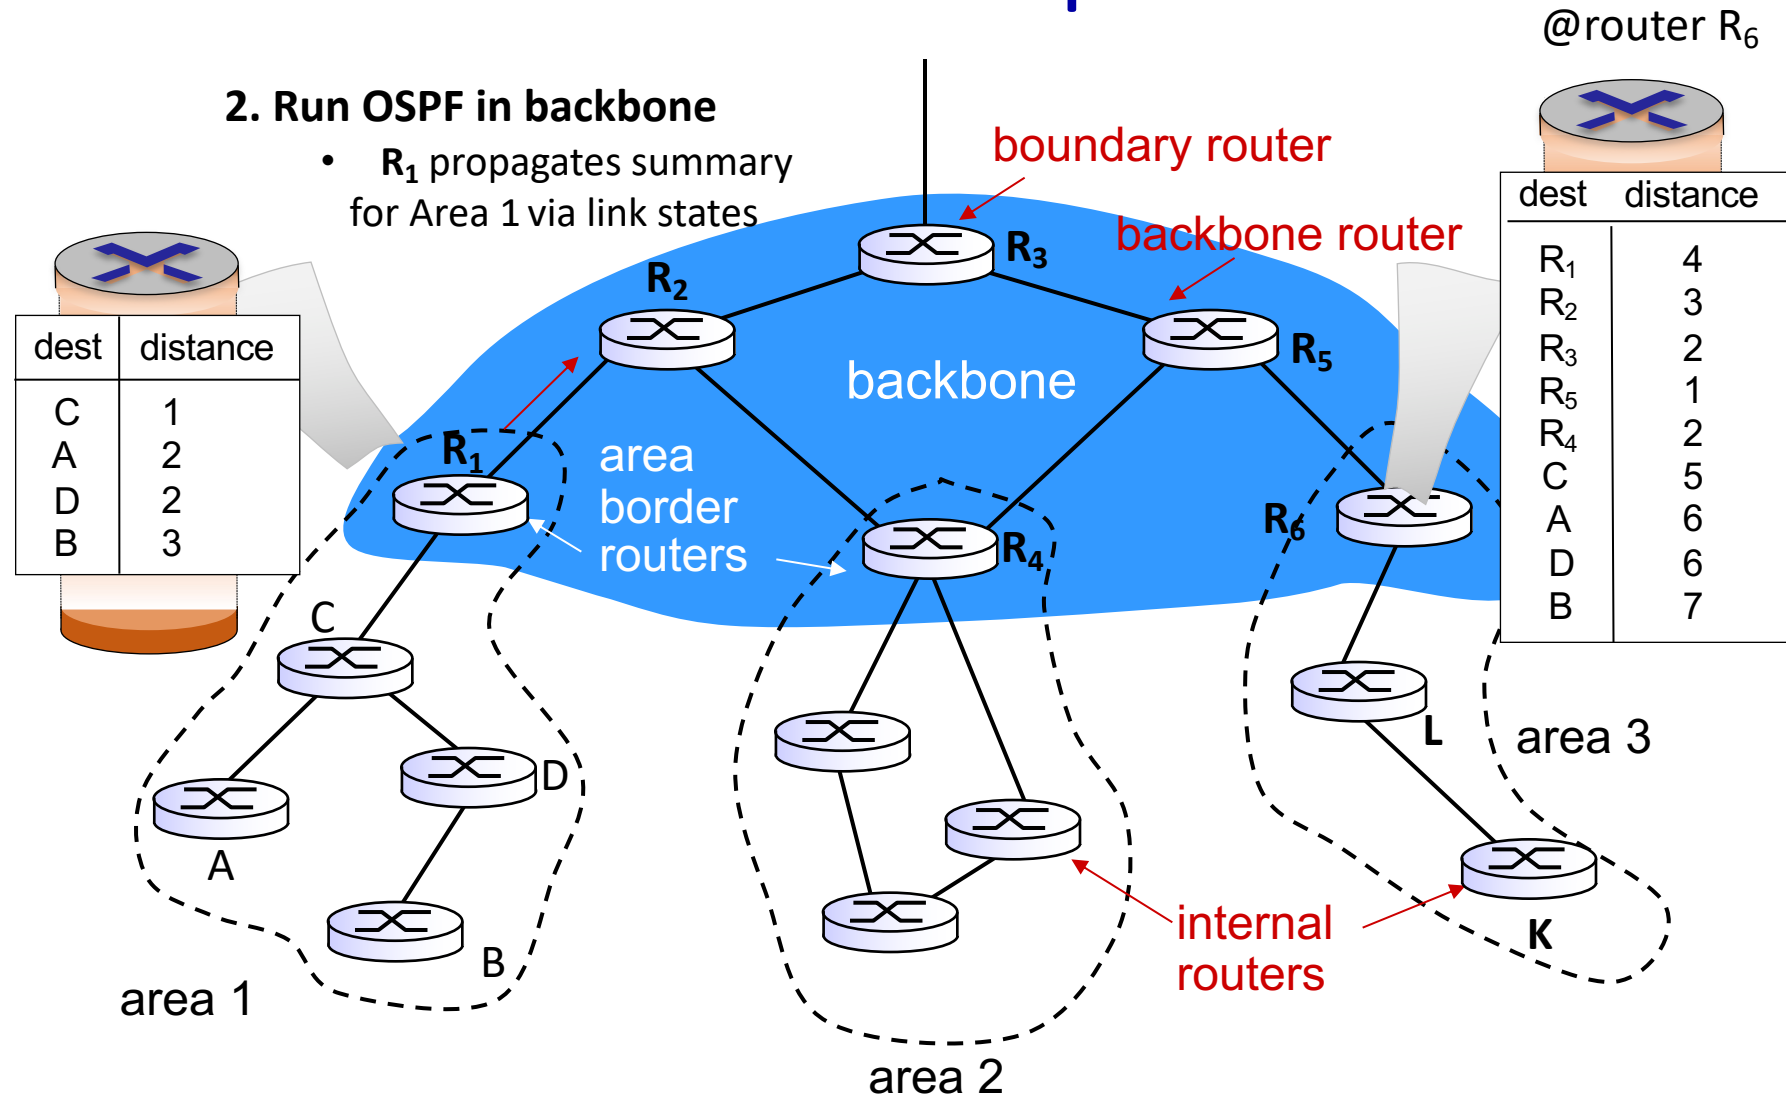 @router R₆
2. Run OSPF in backbone
• R₁ propagates summary
for Area 1 via link states
boundary router
backbone router
dest distance
R₁ 4
R₂ 3
R₃ 2
R₅ 1
R₄ 2
C 5
A 6
D 6
B 7
dest distance
C 1
A 2
D 2
B 3
R₂
R₃
R₅
backbone
R₁
area
border
routers
R₄
R₆
C
D
A
B
area 1
L
area 3
K
internal
routers
area 2